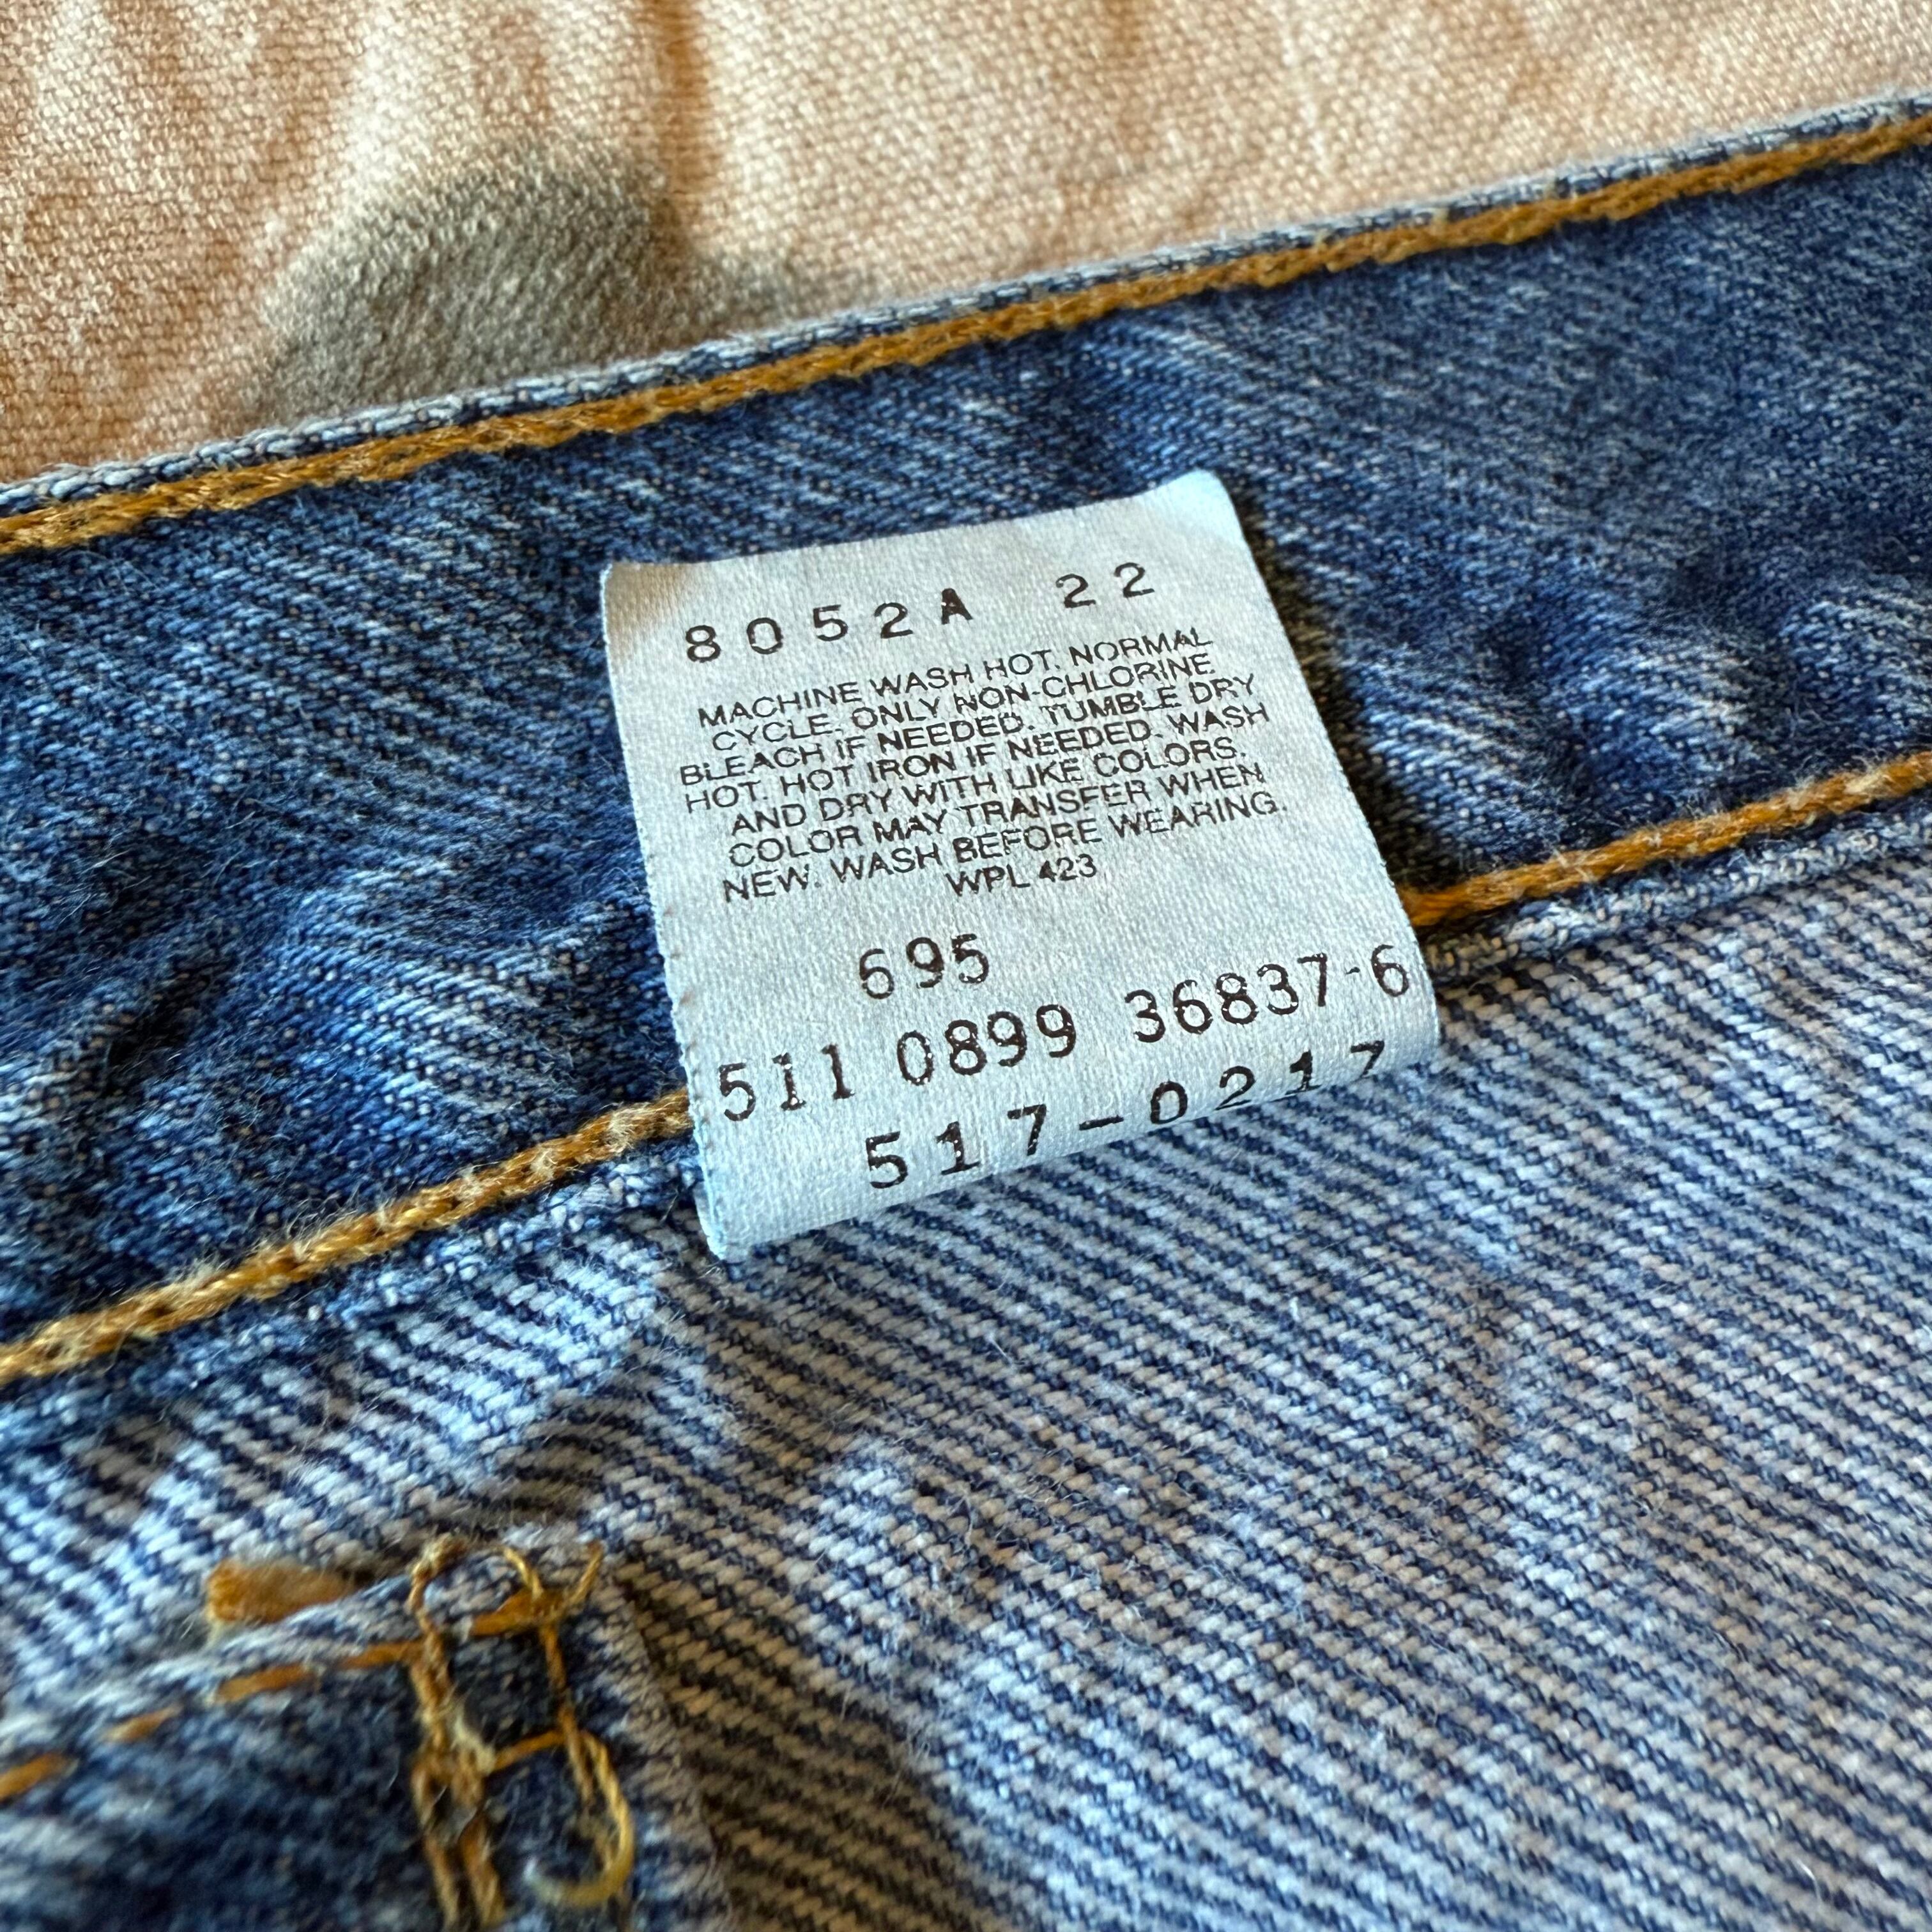 8052A 22
MACHINE WASH HOT. NORMAL
CYCLE. ONLY NON-CHLORINE
BLEACH IF NEEDED. TUMBLE DRY
HOT. HOT IRON IF NEEDED. WASH
AND DRY WITH LIKE COLORS.
COLOR MAY TRANSFER WHEN
NEW. WASH BEFORE WEARING.
WPL 423
695
511 0899 36837-6
517-0217